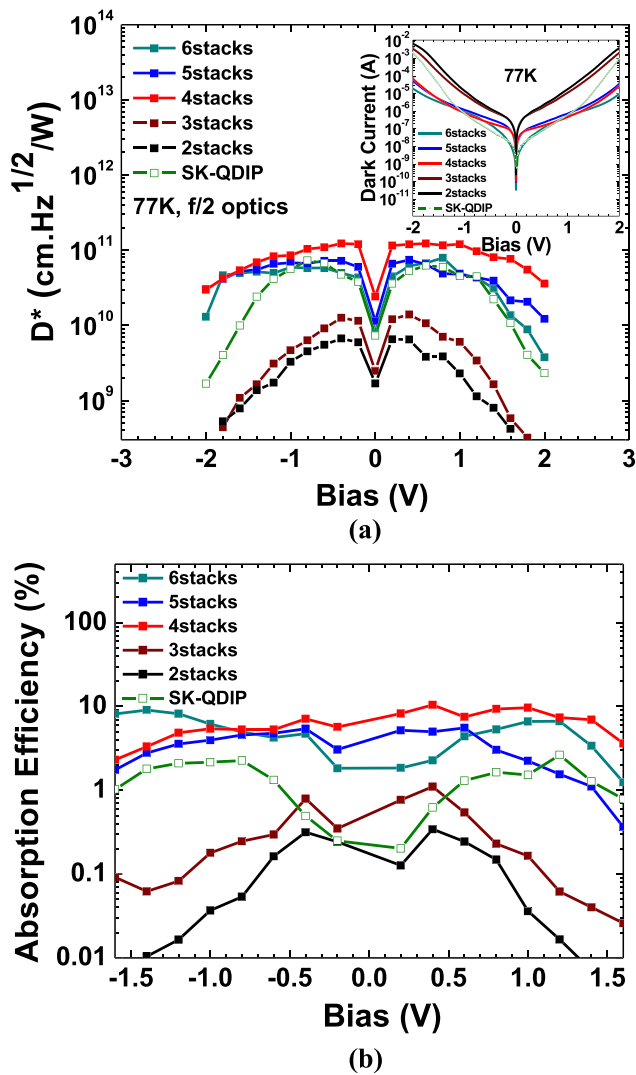 (a)
10^14
10^13
10^12
10^11
10^10
10^9
D* (cm.Hz^1/2/W)
6stacks
5stacks
4stacks
3stacks
2stacks
SK-QDIP
77K, f/2 optics
10^-2
10^-3
10^-4
10^-5
10^-6
10^-7
10^-8
10^-9
10^-10
10^-11
Dark Current (A)
77K
6stacks
5stacks
4stacks
3stacks
2stacks
SK-QDIP
-2 -1 0 1 2
Bias (V)
-3 -2 -1 0 1 2 3
Bias (V)
(a)
100
10
1
0.1
0.01
Absorption Efficiency (%)
6stacks
5stacks
4stacks
3stacks
2stacks
SK-QDIP
-1.5 -1.0 -0.5 0.0 0.5 1.0 1.5
Bias (V)
(b)